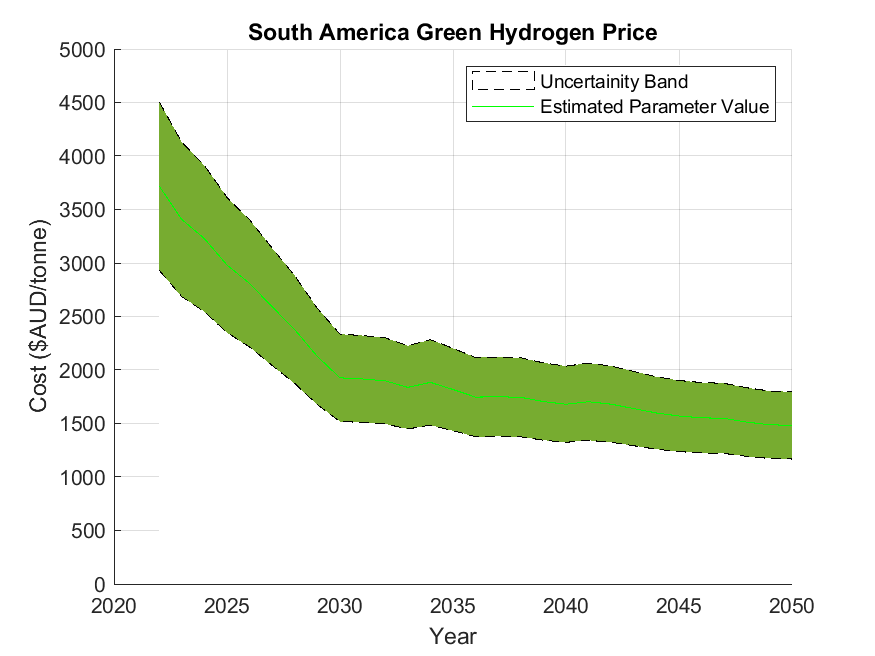 South America Green Hydrogen Price
5000
4500
4000
3500
3000
2500
2000
1500
1000
500
0
Cost ($AUD/tonne)
Uncertainity Band
Estimated Parameter Value
2020 2025 2030 2035 2040 2045 2050
Year